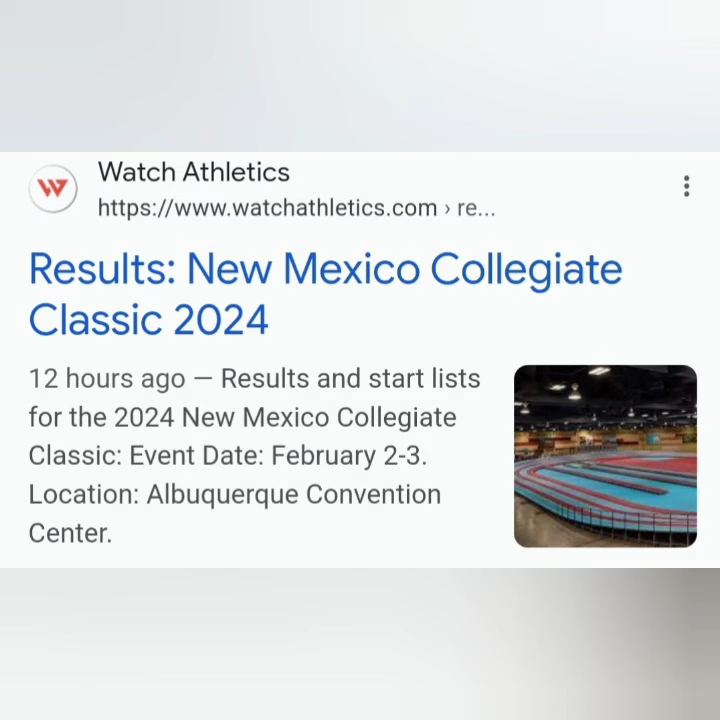 Watch Athletics
https://www.watchathletics.com › re...
Results: New Mexico Collegiate
Classic 2024
12 hours ago — Results and start lists
for the 2024 New Mexico Collegiate
Classic: Event Date: February 2-3.
Location: Albuquerque Convention
Center.